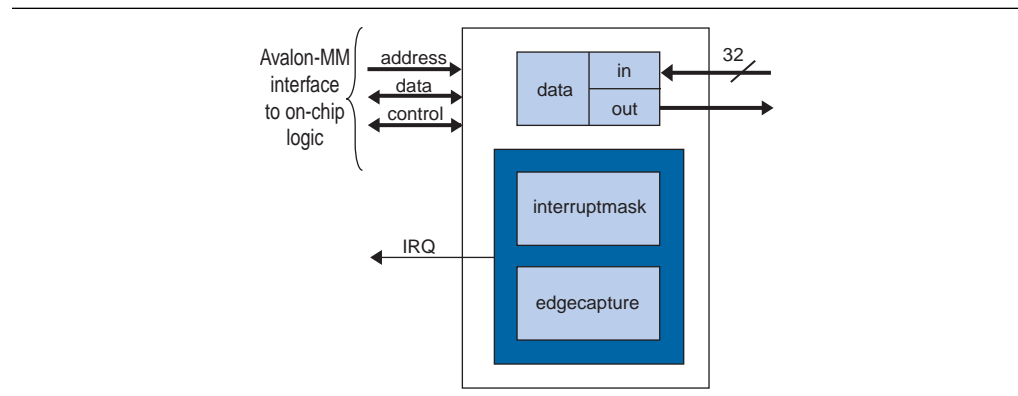 Avalon-MM
interface
to on-chip
logic
address
data
control
IRQ
data
in
out
32
interruptmask
edgecapture